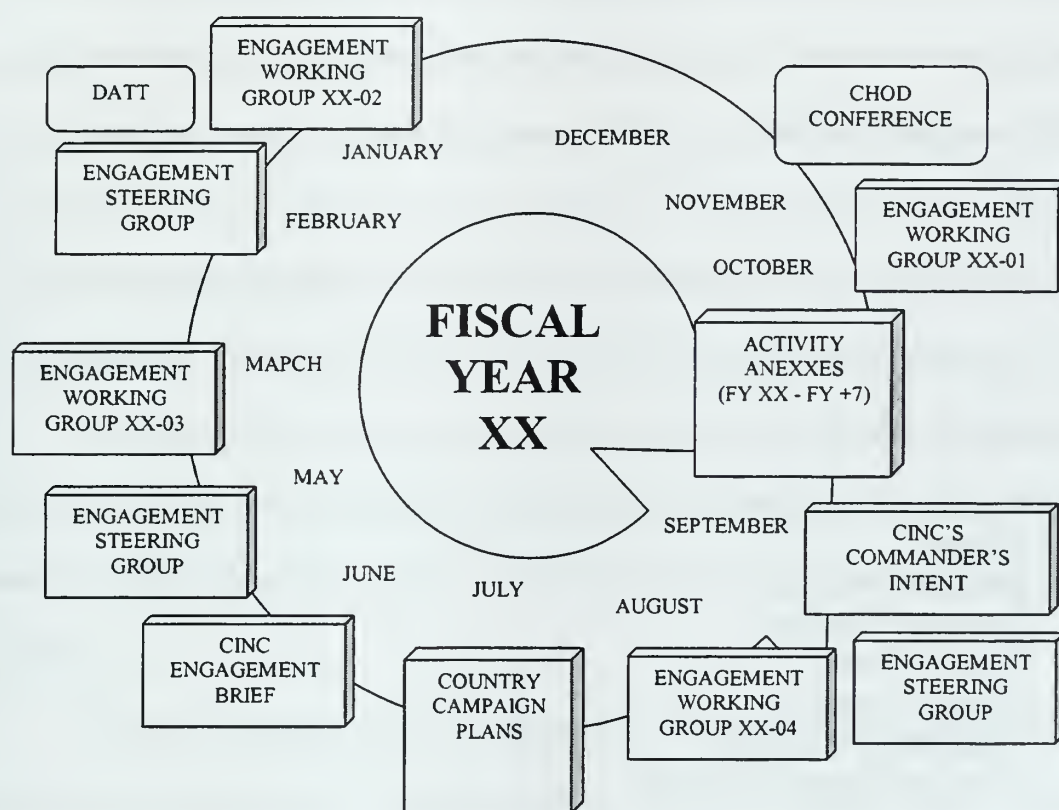 ENGAGEMENT
WORKING
GROUP XX-02
DATT
CHOD
CONFERENCE
DECEMBER
JANUARY
ENGAGEMENT
STEERING
GROUP
FEBRUARY
NOVEMBER
ENGAGEMENT
WORKING
GROUP XX-01
OCTOBER
FISCAL
YEAR
XX
ACTIVITY
ANEXXES
(FY XX - FY +7)
MAPCH
ENGAGEMENT
WORKING
GROUP XX-03
MAY
ENGAGEMENT
STEERING
GROUP
SEPTEMBER
CINC'S
COMMANDER'S
INTENT
JUNE
JULY
AUGUST
CINC
ENGAGEMENT
BRIEF
COUNTRY
CAMPAIGN
PLANS
ENGAGEMENT
WORKING
GROUP XX-04
ENGAGEMENT
STEERING
GROUP